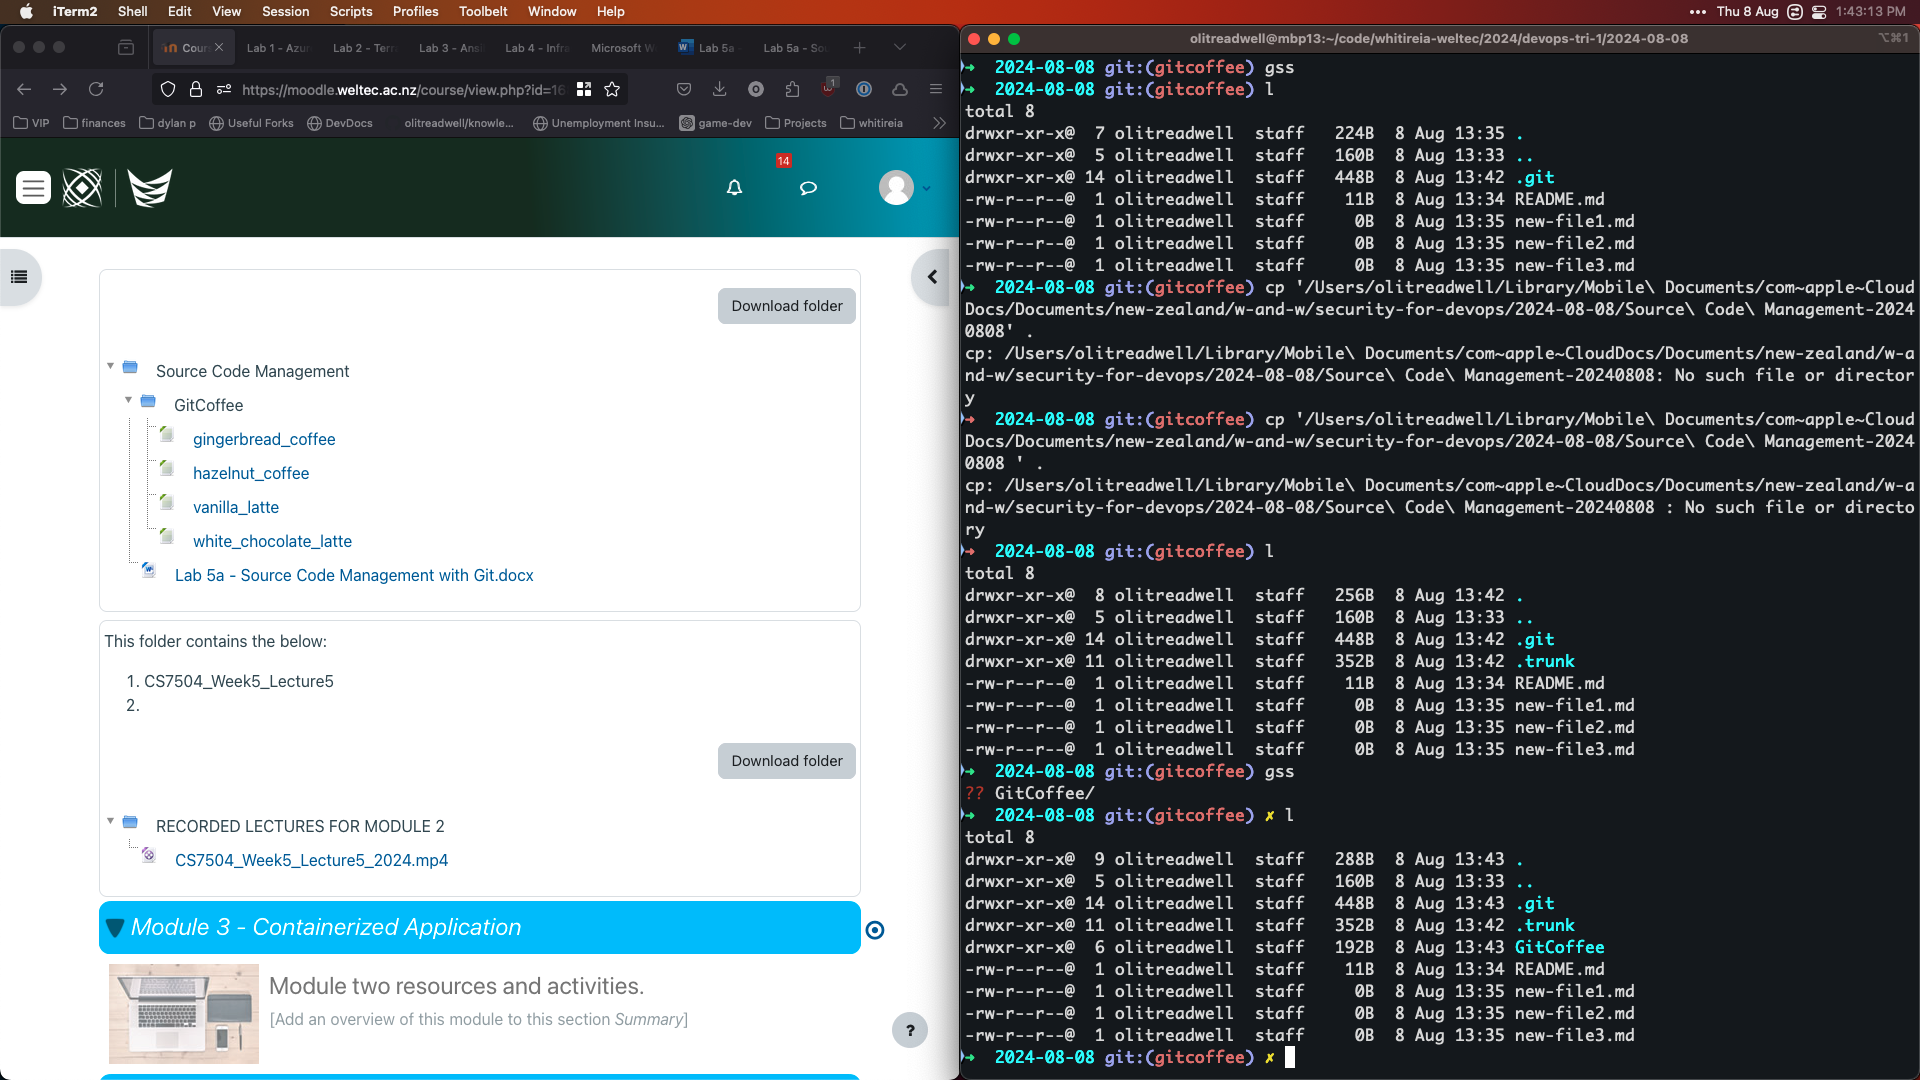 iTerm2 Shell Edit View Session Scripts Profiles Toolbelt Window Help
Thu 8 Aug 1:43:13 PM
Cour Lab 1 - Azur Lab 2 - Terr Lab 3 - Ans Lab 4 - Infra Microsoft W Lab 5a - Lab 5a - Sou
https://moodle.weltec.ac.nz/course/view.php?id=16
1
VIP finances dylan p Useful Forks DevDocs olitreadwell/knowle... Unemployment Insu... game-dev Projects whitireia
14
Download folder
Source Code Management
GitCoffee
gingerbread_coffee
hazelnut_coffee
vanilla_latte
white_chocolate_latte
Lab 5a - Source Code Management with Git.docx
This folder contains the below:
1. CS7504_Week5_Lecture5
2.
Download folder
RECORDED LECTURES FOR MODULE 2
CS7504_Week5_Lecture5_2024.mp4
Module 3 - Containerized Application
Module two resources and activities.
[Add an overview of this module to this section Summary]
?
olitreadwell@mbp13:~/code/whitireia-weltec/2024/devops-tri-1/2024-08-08
⌥⌘1
➜ 2024-08-08 git:(gitcoffee) gss
➜ 2024-08-08 git:(gitcoffee) l
total 8
drwxr-xr-x@ 7 olitreadwell staff 224B 8 Aug 13:35 .
drwxr-xr-x@ 5 olitreadwell staff 160B 8 Aug 13:33 ..
drwxr-xr-x@ 14 olitreadwell staff 448B 8 Aug 13:42 .git
-rw-r--r--@ 1 olitreadwell staff 11B 8 Aug 13:34 README.md
-rw-r--r--@ 1 olitreadwell staff 0B 8 Aug 13:35 new-file1.md
-rw-r--r--@ 1 olitreadwell staff 0B 8 Aug 13:35 new-file2.md
-rw-r--r--@ 1 olitreadwell staff 0B 8 Aug 13:35 new-file3.md
➜ 2024-08-08 git:(gitcoffee) cp '/Users/olitreadwell/Library/Mobile\ Documents/com~apple~Cloud
Docs/Documents/new-zealand/w-and-w/security-for-devops/2024-08-08/Source\ Code\ Management-2024
0808' .
cp: /Users/olitreadwell/Library/Mobile\ Documents/com~apple~CloudDocs/Documents/new-zealand/w-a
nd-w/security-for-devops/2024-08-08/Source\ Code\ Management-20240808: No such file or director
y
➜ 2024-08-08 git:(gitcoffee) cp '/Users/olitreadwell/Library/Mobile\ Documents/com~apple~Cloud
Docs/Documents/new-zealand/w-and-w/security-for-devops/2024-08-08/Source\ Code\ Management-2024
0808 ' .
cp: /Users/olitreadwell/Library/Mobile\ Documents/com~apple~CloudDocs/Documents/new-zealand/w-a
nd-w/security-for-devops/2024-08-08/Source\ Code\ Management-20240808 : No such file or directo
ry
➜ 2024-08-08 git:(gitcoffee) l
total 8
drwxr-xr-x@ 8 olitreadwell staff 256B 8 Aug 13:42 .
drwxr-xr-x@ 5 olitreadwell staff 160B 8 Aug 13:33 ..
drwxr-xr-x@ 14 olitreadwell staff 448B 8 Aug 13:42 .git
drwxr-xr-x@ 11 olitreadwell staff 352B 8 Aug 13:42 .trunk
-rw-r--r--@ 1 olitreadwell staff 11B 8 Aug 13:34 README.md
-rw-r--r--@ 1 olitreadwell staff 0B 8 Aug 13:35 new-file1.md
-rw-r--r--@ 1 olitreadwell staff 0B 8 Aug 13:35 new-file2.md
-rw-r--r--@ 1 olitreadwell staff 0B 8 Aug 13:35 new-file3.md
➜ 2024-08-08 git:(gitcoffee) gss
?? GitCoffee/
➜ 2024-08-08 git:(gitcoffee) ✗ l
total 8
drwxr-xr-x@ 9 olitreadwell staff 288B 8 Aug 13:43 .
drwxr-xr-x@ 5 olitreadwell staff 160B 8 Aug 13:33 ..
drwxr-xr-x@ 14 olitreadwell staff 448B 8 Aug 13:43 .git
drwxr-xr-x@ 11 olitreadwell staff 352B 8 Aug 13:42 .trunk
drwxr-xr-x@ 6 olitreadwell staff 192B 8 Aug 13:43 GitCoffee
-rw-r--r--@ 1 olitreadwell staff 11B 8 Aug 13:34 README.md
-rw-r--r--@ 1 olitreadwell staff 0B 8 Aug 13:35 new-file1.md
-rw-r--r--@ 1 olitreadwell staff 0B 8 Aug 13:35 new-file2.md
-rw-r--r--@ 1 olitreadwell staff 0B 8 Aug 13:35 new-file3.md
➜ 2024-08-08 git:(gitcoffee) ✗